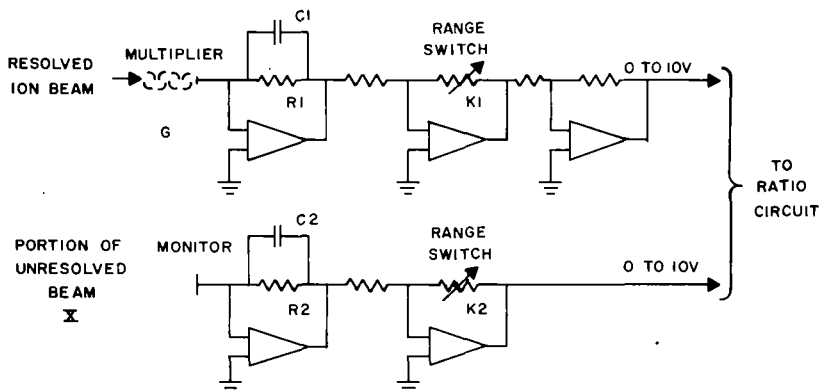 C1
MULTIPLIER
RANGE
SWITCH
RESOLVED
ION BEAM
0 TO 10V
R1
K1
G
TO
RATIO
CIRCUIT
C2
PORTION OF
UNRESOLVED
BEAM
X
MONITOR
RANGE
SWITCH
0 TO 10V
R2
K2